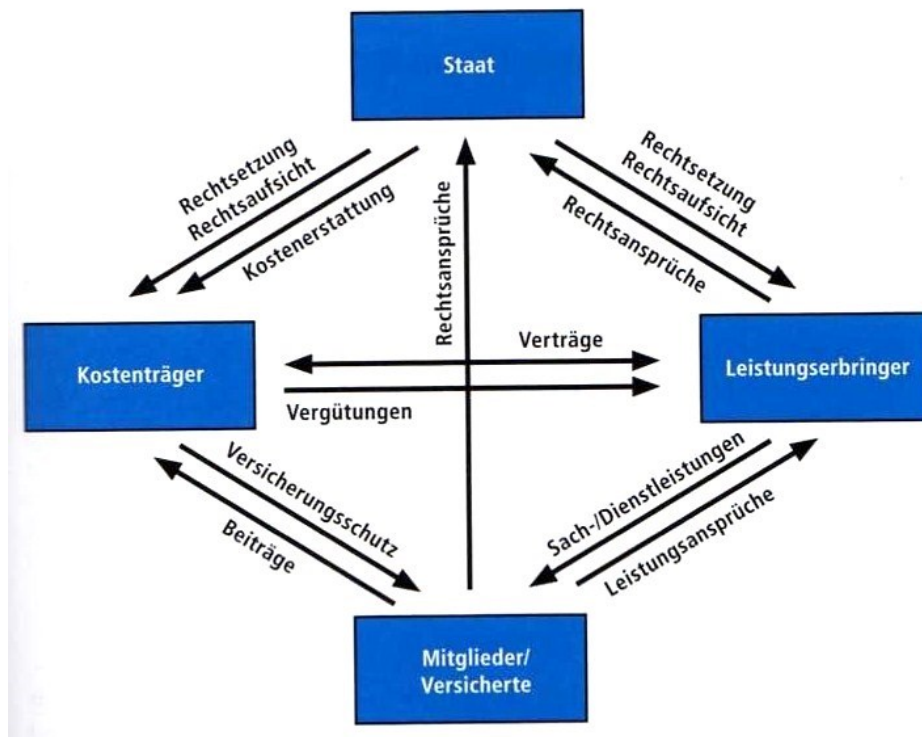 Staat
Rechtsetzung
Rechtsaufsicht
Kostenerstattung
Rechtsansprüche
Rechtsetzung
Rechtsaufsicht
Rechtsansprüche
Kostenträger
Verträge
Vergütungen
Leistungserbringer
Versicherungsschutz
Beiträge
Sach-/Dienstleistungen
Leistungsansprüche
Mitglieder/
Versicherte